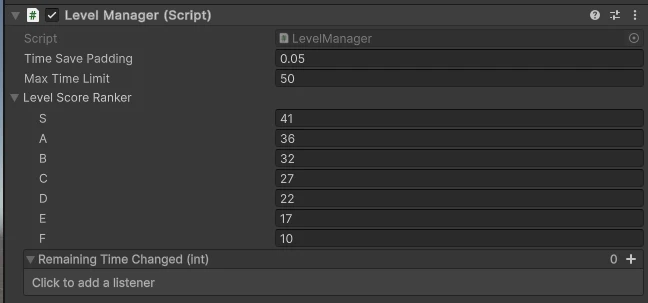 # Level Manager (Script)
Script # LevelManager
Time Save Padding 0.05
Max Time Limit 50
Level Score Ranker
S 41
A 36
B 32
C 27
D 22
E 17
F 10
Remaining Time Changed (int) 0 +
Click to add a listener